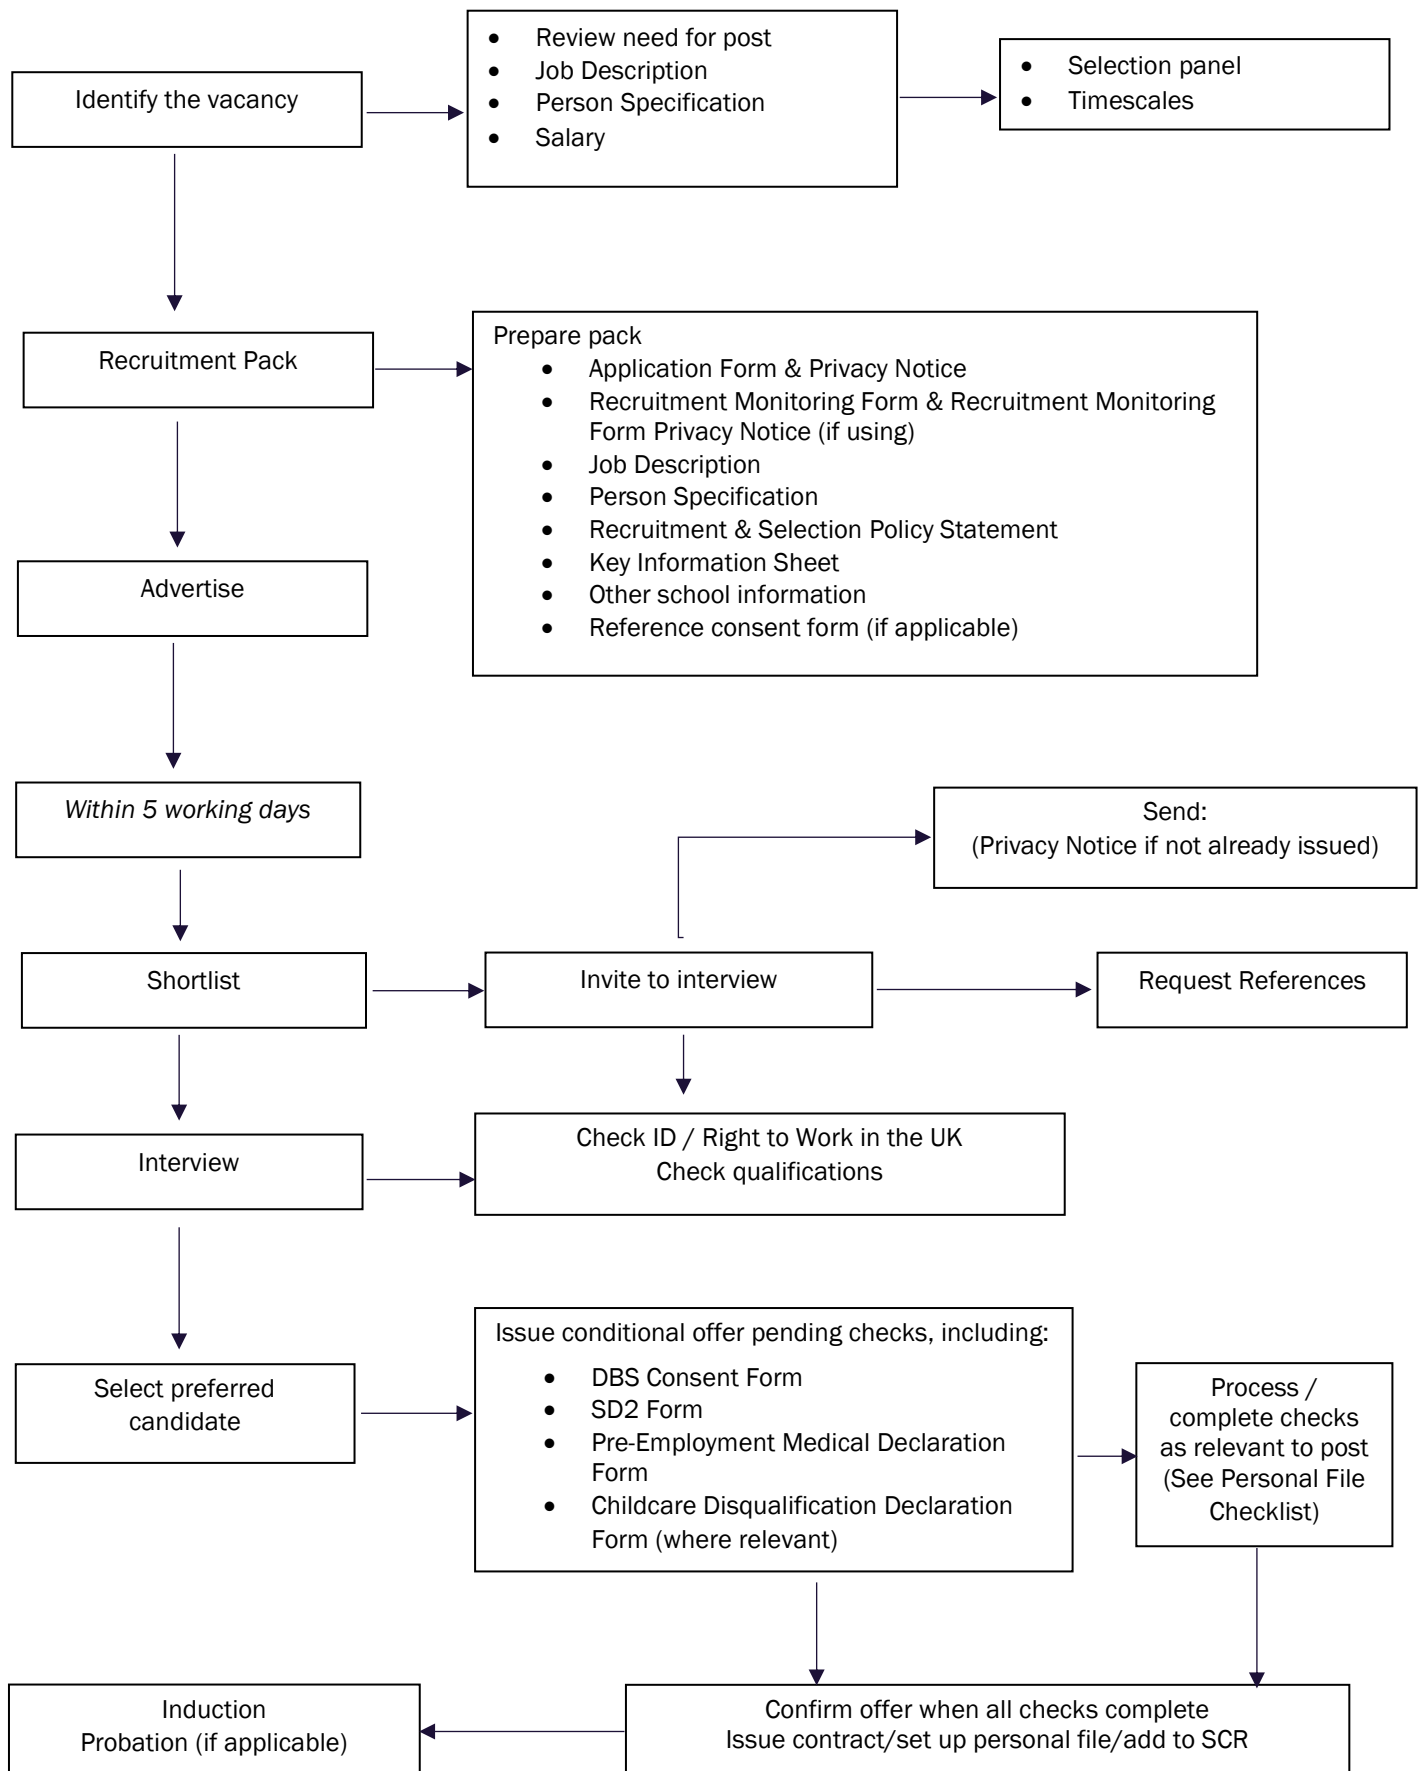 Identify the vacancy
• Review need for post
• Job Description
• Person Specification
• Salary
• Selection panel
• Timescales
Recruitment Pack
Prepare pack
• Application Form & Privacy Notice
• Recruitment Monitoring Form & Recruitment Monitoring
Form Privacy Notice (if using)
• Job Description
• Person Specification
• Recruitment & Selection Policy Statement
• Key Information Sheet
• Other school information
• Reference consent form (if applicable)
Advertise
Within 5 working days
Send:
(Privacy Notice if not already issued)
Shortlist
Invite to interview
Request References
Interview
Check ID / Right to Work in the UK
Check qualifications
Select preferred
candidate
Issue conditional offer pending checks, including:
• DBS Consent Form
• SD2 Form
• Pre-Employment Medical Declaration
Form
• Childcare Disqualification Declaration
Form (where relevant)
Process /
complete checks
as relevant to post
(See Personal File
Checklist)
Induction
Probation (if applicable)
Confirm offer when all checks complete
Issue contract/set up personal file/add to SCR